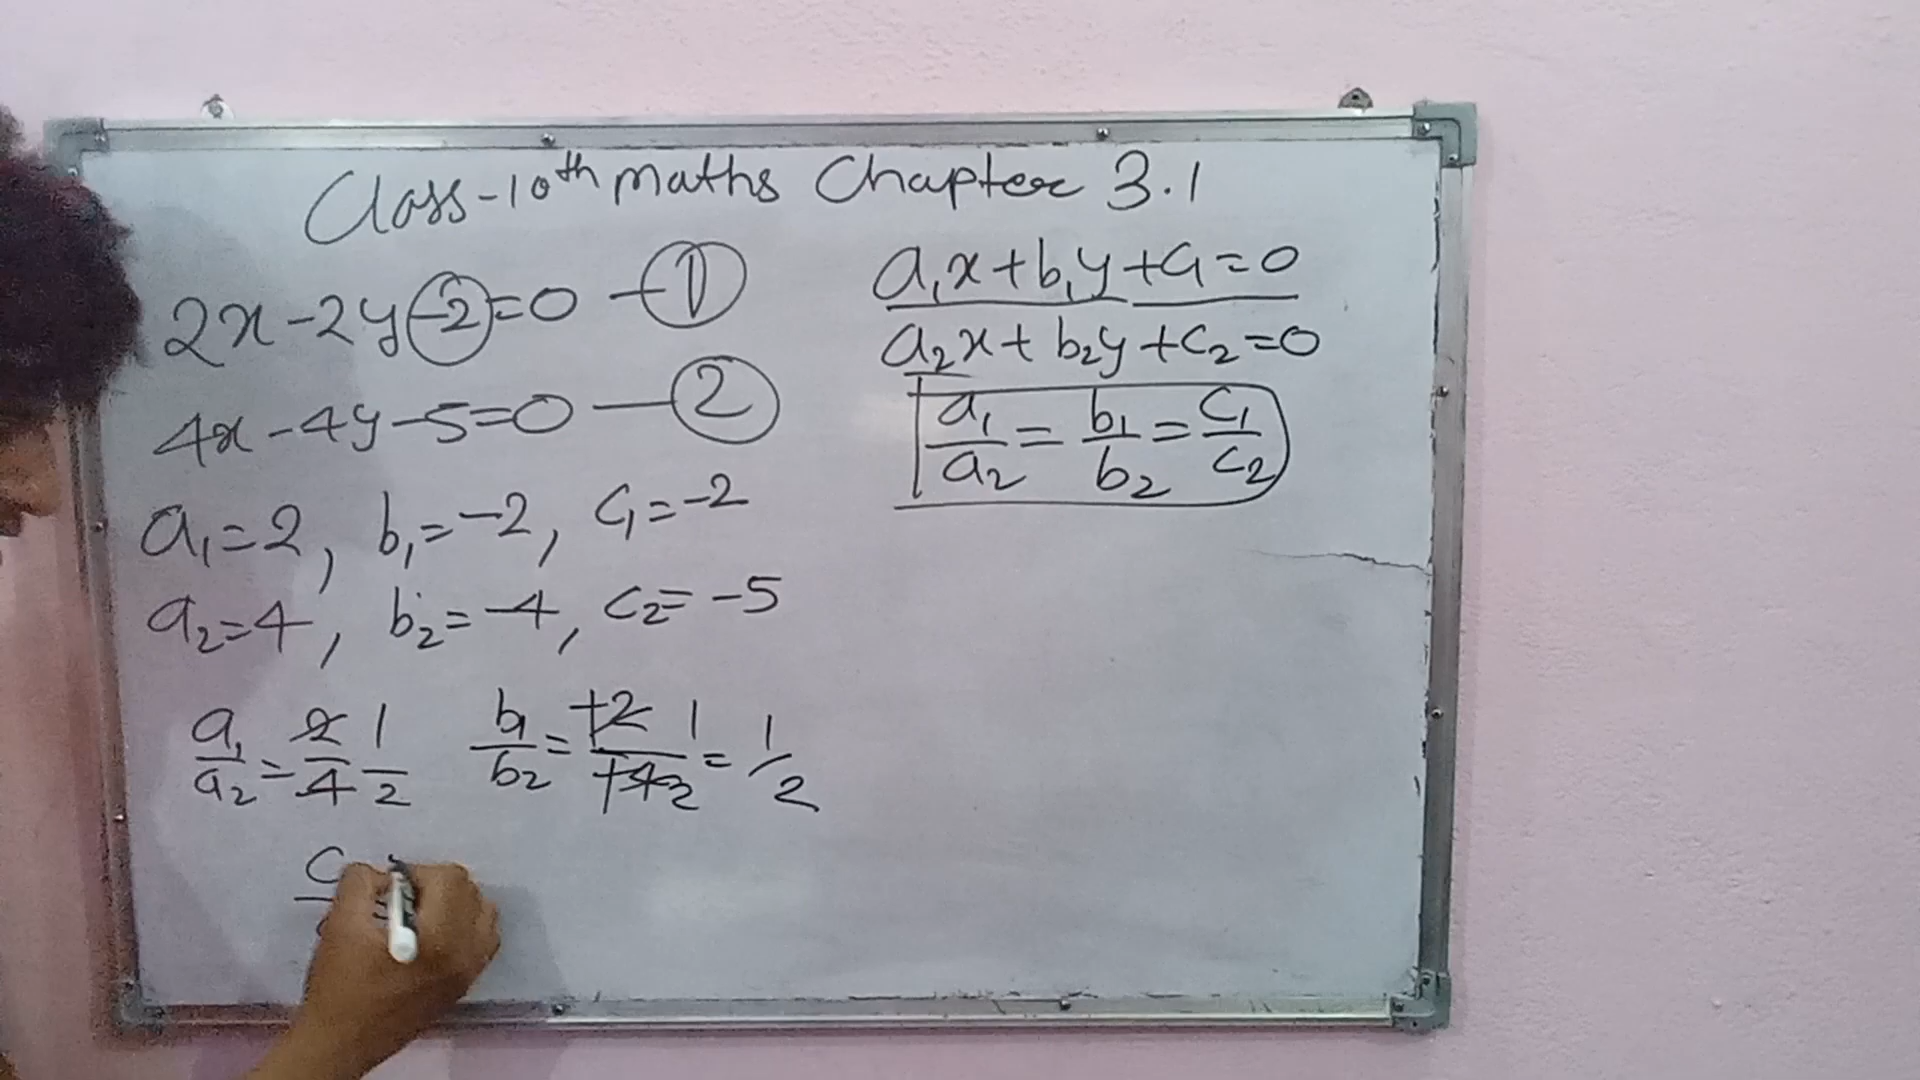 Class-10th maths Chapter 3.1
2x-2y-2=0 — 1
4x-4y-5=0 — 2
a₁=2, b₁=-2, c₁=-2
a₂=4, b₂=-4, c₂=-5
a₁/a₂ = 2/4 1/2 b₁/b₂ = +2/+4 1/2 = 1/2
c
a₁x+b₁y+c₁=0
a₂x+b₂y+c₂=0
a₁/a₂ = b₁/b₂ = c₁/c₂